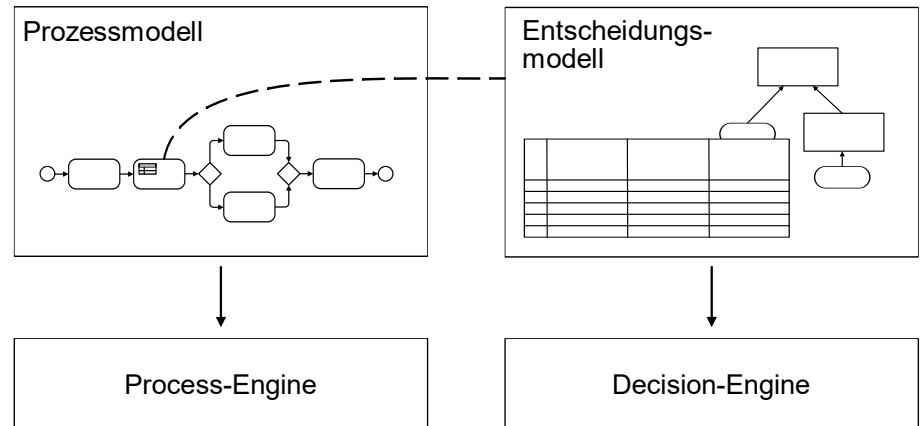 Prozessmodell
Entscheidungs-
modell
Process-Engine
Decision-Engine